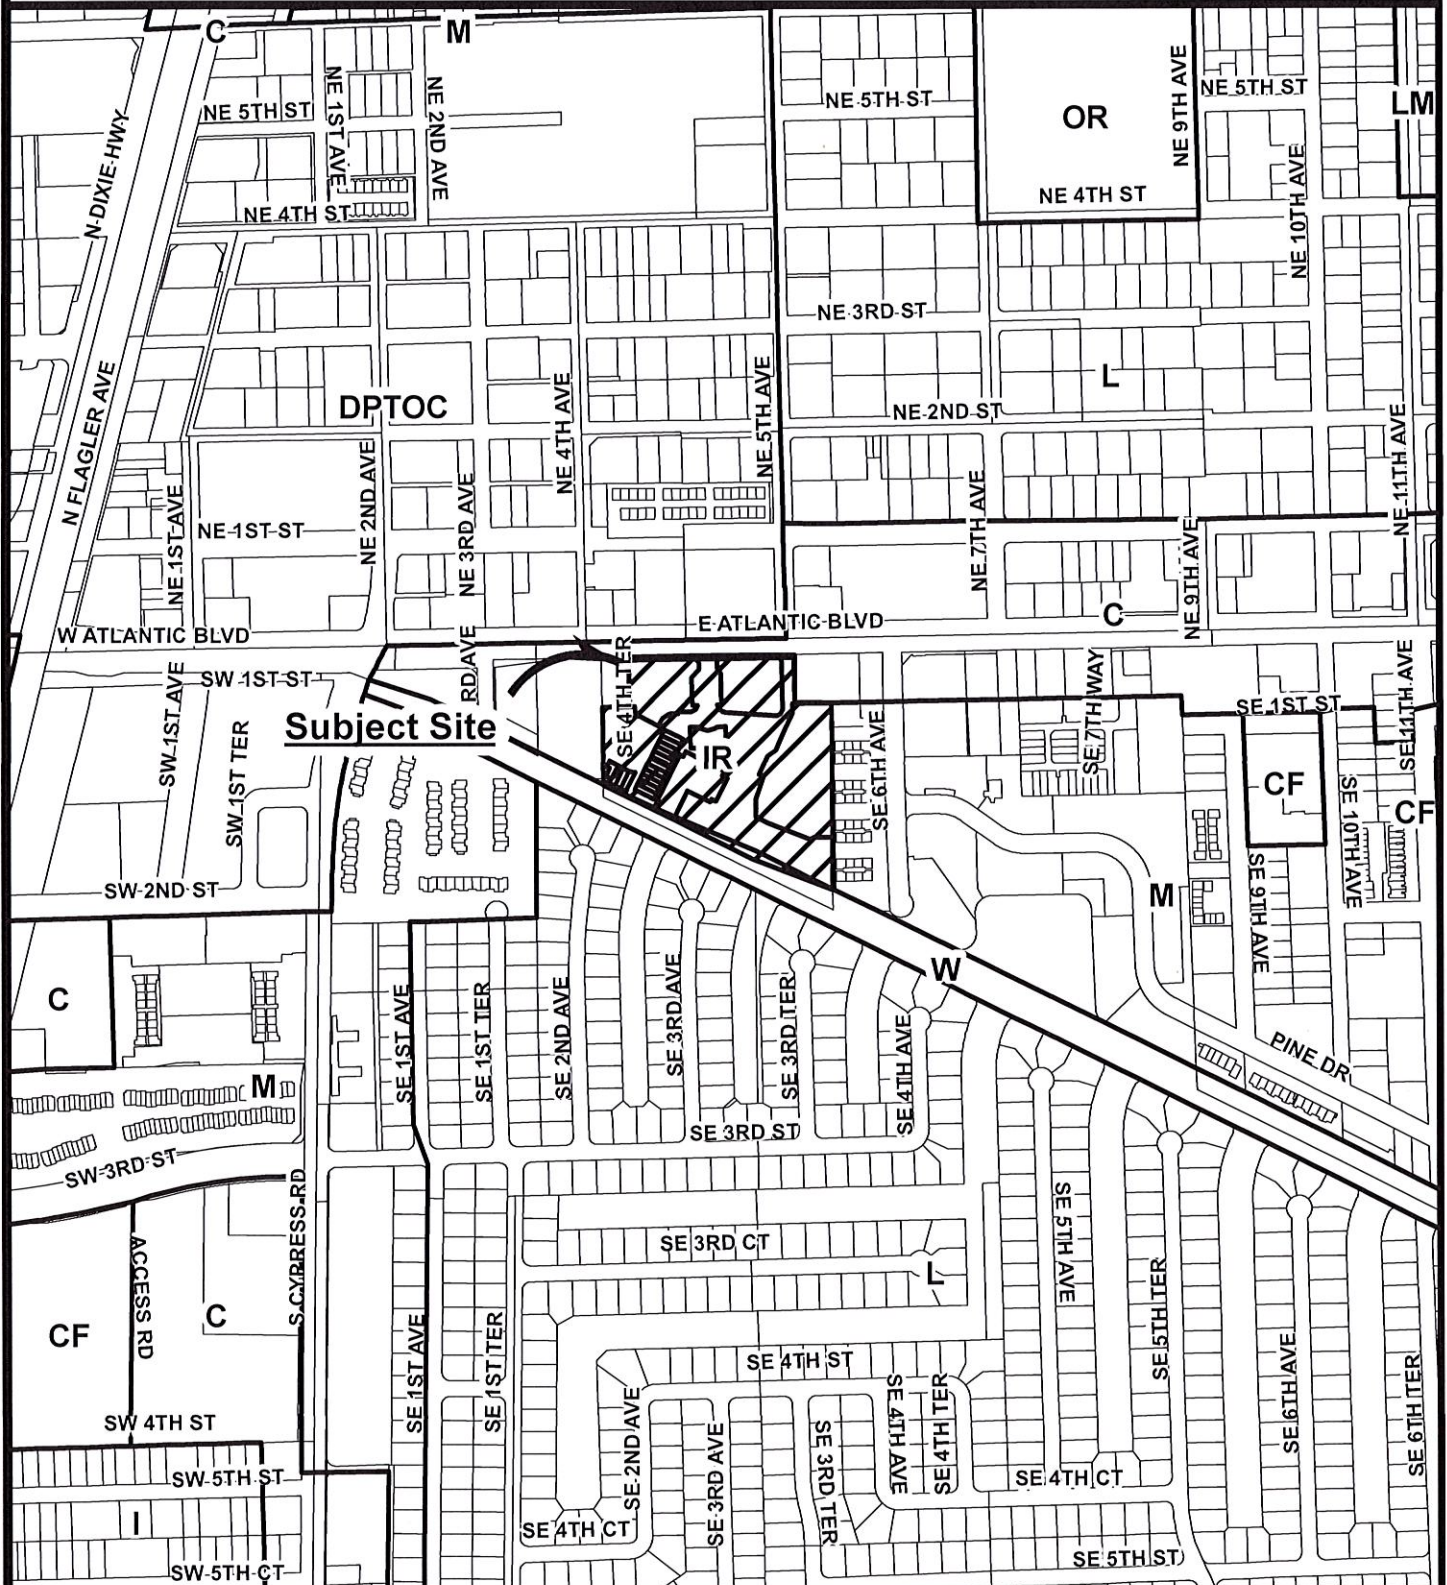 C
M
NE 5TH ST
NE 1ST AVE
NE 2ND AVE
NE 5TH ST
OR
NE 9TH AVE
NE 5TH ST
LM
N DIXIE HWY
NE 4TH ST
NE 4TH ST
NE 10TH AVE
NE 3RD ST
L
N FLAGLER AVE
DPTOC
NE 4TH AVE
NE 5TH AVE
NE 2ND ST
NE 11TH AVE
NE 1ST AVE
NE 1ST ST
NE 2ND AVE
NE 3RD AVE
NE 7TH AVE
NE 9TH AVE
W ATLANTIC BLVD
E ATLANTIC BLVD
C
SW 1ST ST
SW 1ST AVE
RD AVE
SE 4TH TER
SE 7TH WAY
SE 1ST ST
SE 11TH AVE
Subject Site
SW 1ST TER
IR
SE 6TH AVE
CF
SE 10TH AVE
CF
SW 2ND ST
M
SE 9TH AVE
C
W
SE 1ST AVE
SE 1ST TER
SE 2ND AVE
SE 3RD AVE
SE 3RD TER
SE 4TH AVE
PINE DR
M
SE 3RD ST
SW 3RD ST
S CYPRESS RD
SE 5TH AVE
ACCESS RD
SE 3RD CT
L
CF
C
SE 1ST AVE
SE 1ST TER
SE 4TH ST
SE 5TH TER
SE 6TH AVE
SE 6TH TER
SW 4TH ST
SE 2ND AVE
SE 3RD AVE
SE 3RD TER
SE 4TH AVE
SE 4TH TER
SW 5TH ST
SE 4TH CT
I
SE 4TH CT
SW 5TH CT
SE 5TH ST